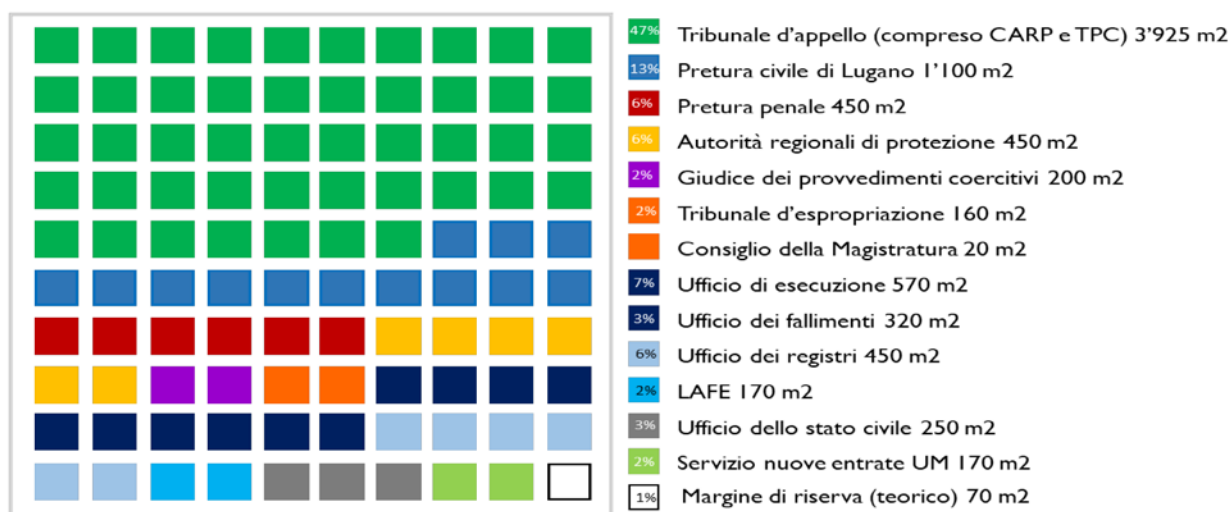 47% Tribunale d'appello (compreso CARP e TPC) 3'925 m2
13% Pretura civile di Lugano 1'100 m2
6% Pretura penale 450 m2
6% Autorità regionali di protezione 450 m2
2% Giudice dei provvedimenti coercitivi 200 m2
2% Tribunale d'espropriazione 160 m2
Consiglio della Magistratura 20 m2
7% Ufficio di esecuzione 570 m2
3% Ufficio dei fallimenti 320 m2
6% Ufficio dei registri 450 m2
2% LAFE 170 m2
3% Ufficio dello stato civile 250 m2
2% Servizio nuove entrate UM 170 m2
1% Margine di riserva (teorico) 70 m2